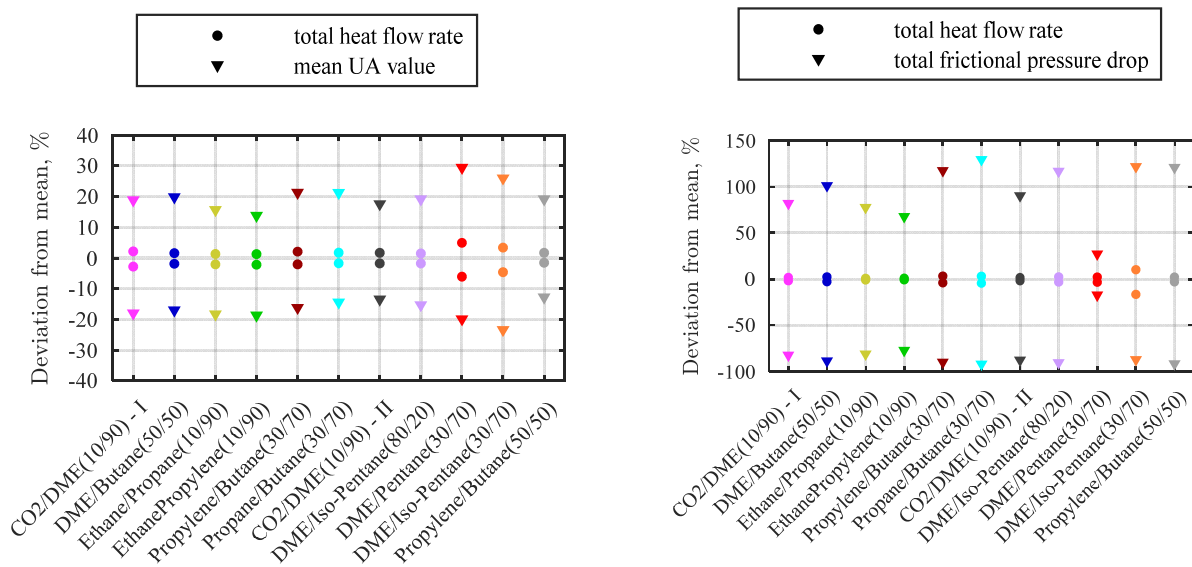 total heat flow rate
mean UA value
Deviation from mean, %
40
30
20
10
0
-10
-20
-30
-40
CO2/DME(10/90) - I
DME/Butane(50/50)
Ethane/Propane(10/90)
EthanePropylene(10/90)
Propylene/Butane(30/70)
Propane/Butane(30/70)
CO2/DME(10/90) - II
DME/Iso-Pentane(80/20)
DME/Pentane(30/70)
DME/Iso-Pentane(30/70)
Propylene/Butane(50/50)
total heat flow rate
total frictional pressure drop
Deviation from mean, %
150
100
50
0
-50
-100
CO2/DME(10/90) - I
DME/Butane(50/50)
Ethane/Propane(10/90)
EthanePropylene(10/90)
Propylene/Butane(30/70)
Propane/Butane(30/70)
CO2/DME(10/90) - II
DME/Iso-Pentane(80/20)
DME/Pentane(30/70)
DME/Iso-Pentane(30/70)
Propylene/Butane(50/50)